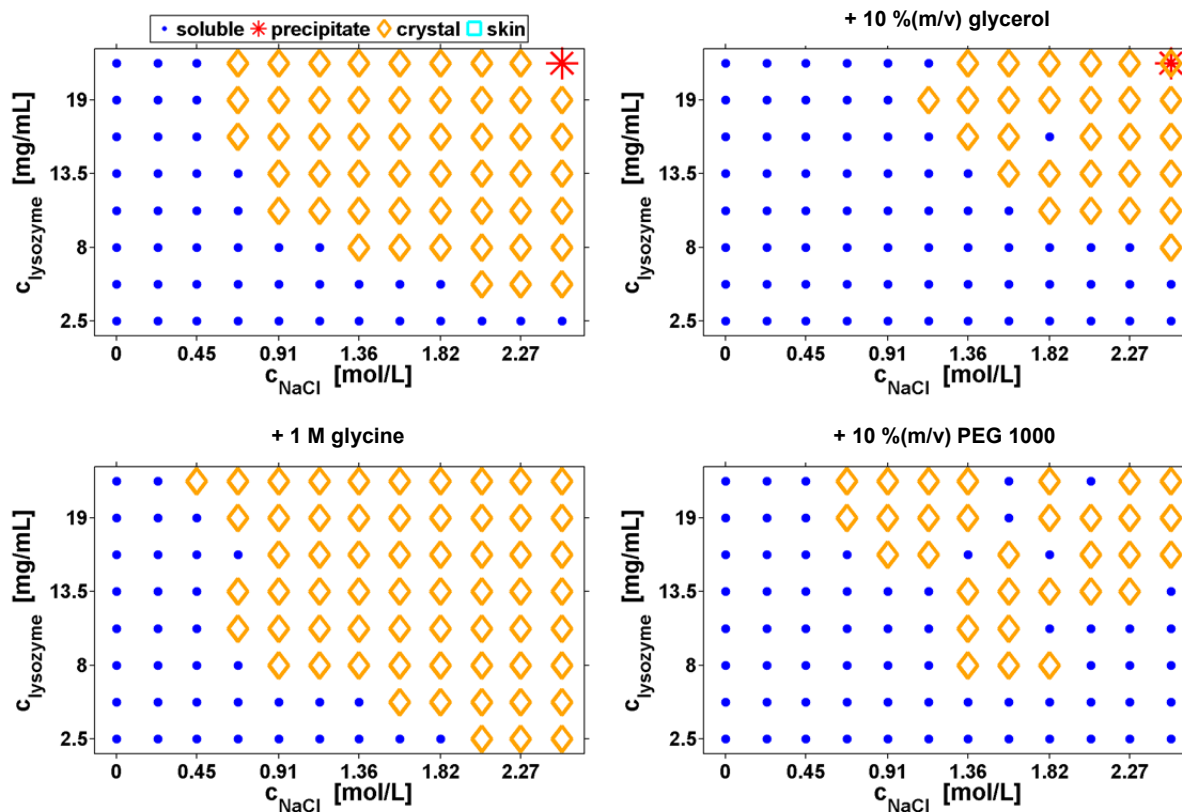 soluble precipitate crystal skin
+ 10 %(m/v) glycerol
c_lysozyme [mg/mL]
19
13.5
8
2.5
0 0.45 0.91 1.36 1.82 2.27
c_NaCl [mol/L]
c_lysozyme [mg/mL]
19
13.5
8
2.5
0 0.45 0.91 1.36 1.82 2.27
c_NaCl [mol/L]
+ 1 M glycine
+ 10 %(m/v) PEG 1000
c_lysozyme [mg/mL]
19
13.5
8
2.5
0 0.45 0.91 1.36 1.82 2.27
c_NaCl [mol/L]
c_lysozyme [mg/mL]
19
13.5
8
2.5
0 0.45 0.91 1.36 1.82 2.27
c_NaCl [mol/L]